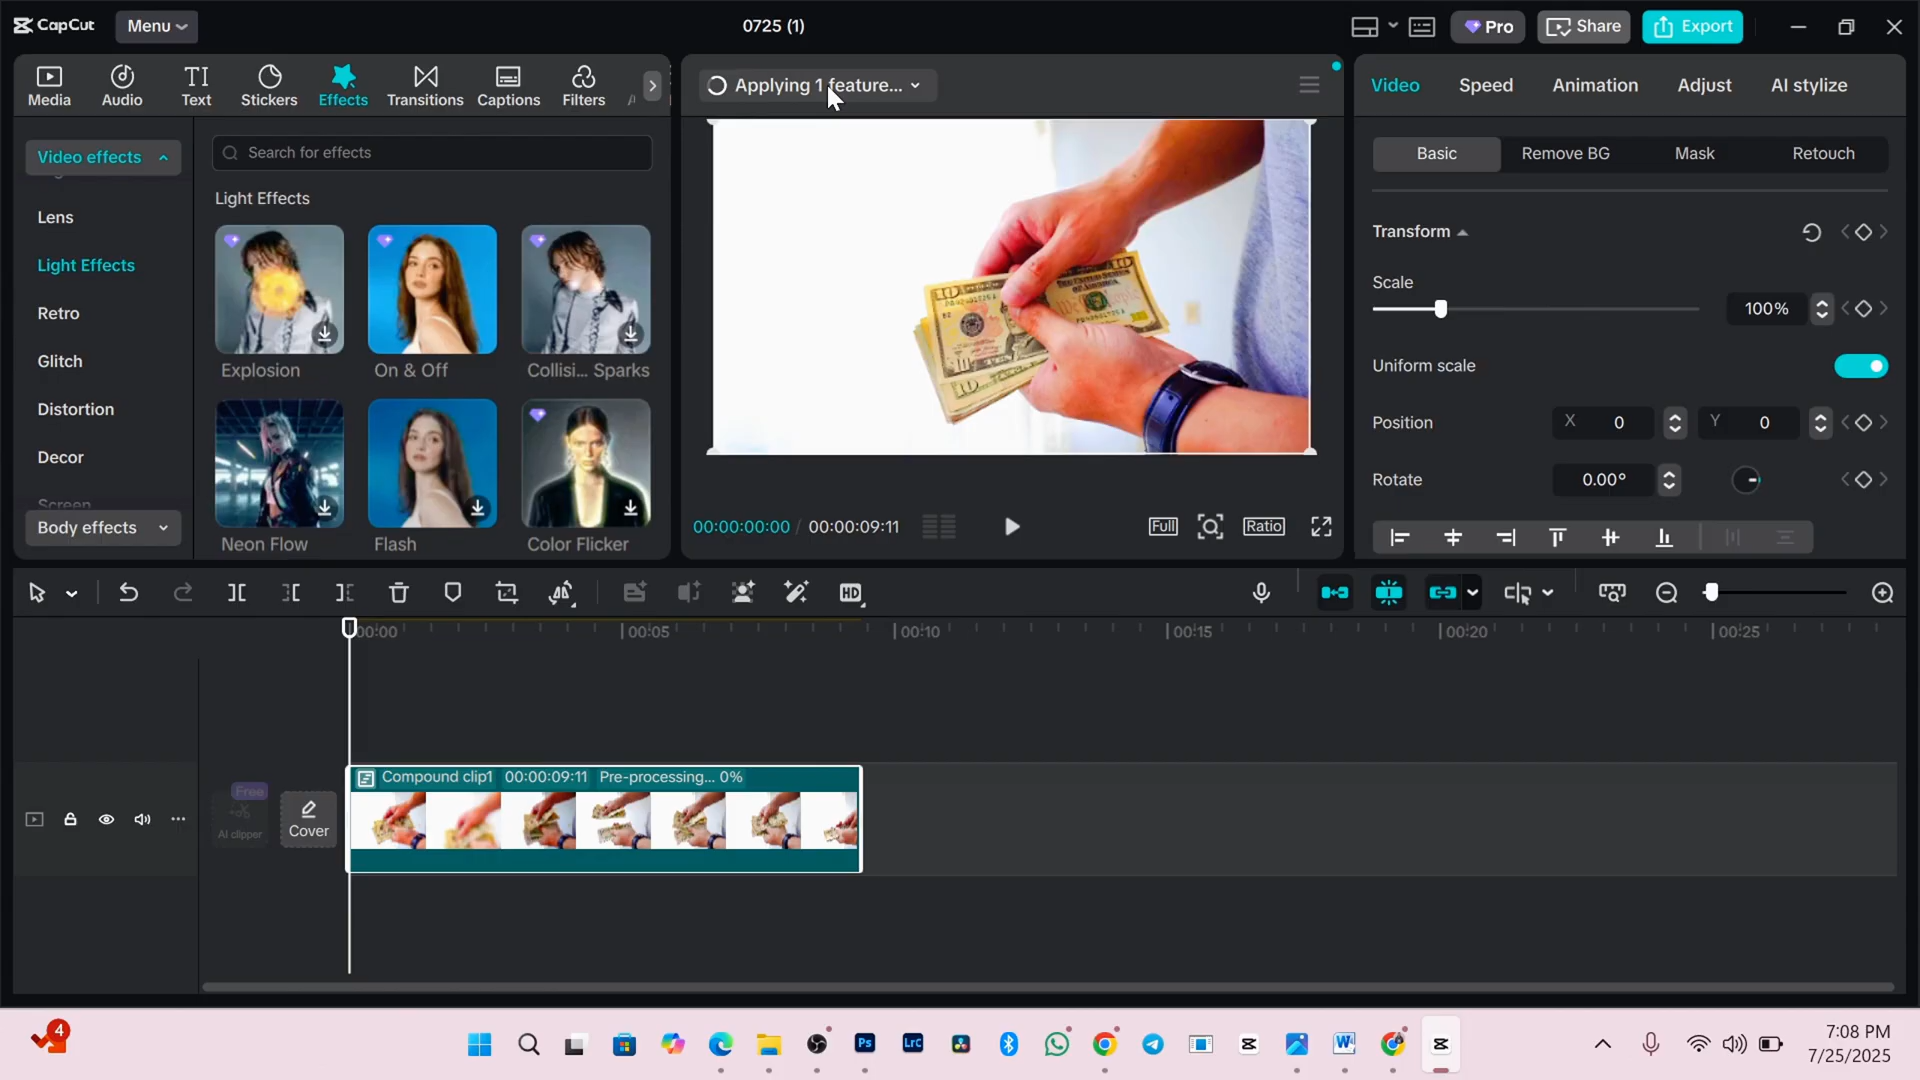 CapCut
Menu
0725 (1)
Pro
Share
Export
Media
Audio
Text
Stickers
Effects
Transitions
Captions
Filters
Video effects
Lens
Light Effects
Retro
Glitch
Distortion
Decor
Screen
Body effects
Search for effects
Light Effects
Explosion
On & Off
Collisi... Sparks
Neon Flow
Flash
Color Flicker
Applying 1 feature...
00:00:00:00 / 00:00:09:11
Full
Ratio
Video
Speed
Animation
Adjust
AI stylize
Basic
Remove BG
Mask
Retouch
Transform
Scale
100%
Uniform scale
Position
X 0
Y 0
Rotate
0.00°
HD
00:00
00:05
00:10
00:15
00:20
00:25
Free
AI clipper
Cover
Compound clip1 00:00:09:11 Pre-processing... 0%
4
Ps
LrC
W
7:08 PM
7/25/2025